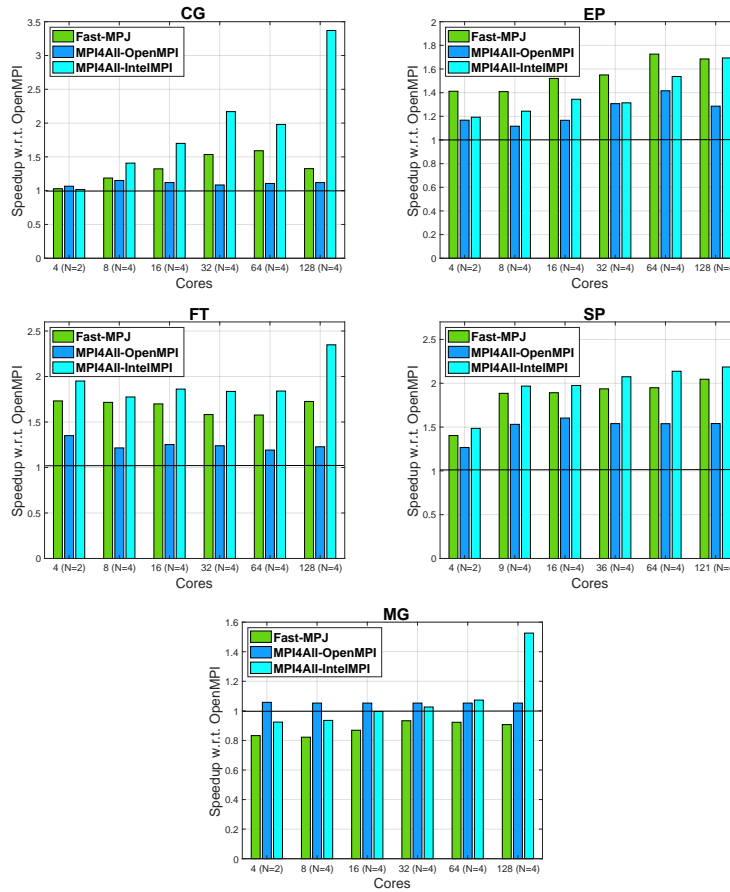 CG
Speedup w.r.t. OpenMPI
3.5
3
2.5
2
1.5
1
0.5
0
Fast-MPJ
MPI4All-OpenMPI
MPI4All-IntelMPI
4 (N=2) 8 (N=4) 16 (N=4) 32 (N=4) 64 (N=4) 128 (N=4)
Cores
EP
Speedup w.r.t. OpenMPI
2
1.8
1.6
1.4
1.2
1
0.8
0.6
0.4
0.2
0
Fast-MPJ
MPI4All-OpenMPI
MPI4All-IntelMPI
4 (N=2) 8 (N=4) 16 (N=4) 32 (N=4) 64 (N=4) 128 (N=4
Cores
FT
Speedup w.r.t. OpenMPI
2.5
2
1.5
1
0.5
0
Fast-MPJ
MPI4All-OpenMPI
MPI4All-IntelMPI
4 (N=2) 8 (N=4) 16 (N=4) 32 (N=4) 64 (N=4) 128 (N=4)
Cores
SP
Speedup w.r.t. OpenMPI
2.5
2
1.5
1
0.5
0
Fast-MPJ
MPI4All-OpenMPI
MPI4All-IntelMPI
4 (N=2) 9 (N=4) 16 (N=4) 36 (N=4) 64 (N=4) 121 (N=4
Cores
MG
Speedup w.r.t. OpenMPI
1.6
1.4
1.2
1
0.8
0.6
0.4
0.2
0
Fast-MPJ
MPI4All-OpenMPI
MPI4All-IntelMPI
4 (N=2) 8 (N=4) 16 (N=4) 32 (N=4) 64 (N=4) 128 (N=4)
Cores